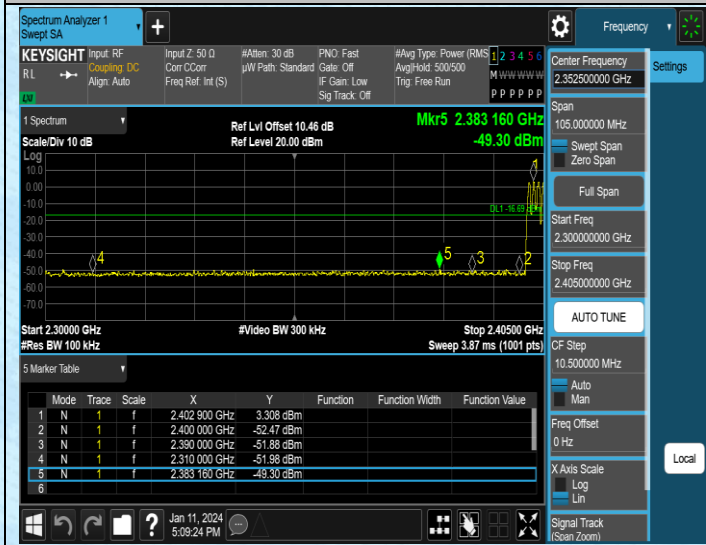 Spectrum Analyzer 1
Swept SA
+
Frequency
KEYSIGHT
RL
LXI
Input: RF
Coupling: DC
Align: Auto
Input Z: 50 Ω
Corr CCorr
Freq Ref: Int (S)
#Atten: 30 dB
µW Path: Standard
PNO: Fast
Gate: Off
IF Gain: Low
Sig Track: Off
#Avg Type: Power (RMS
Avg|Hold: 500/500
Trig: Free Run
1 2 3 4 5 6
M W W W W W
P P P P P P
1 Spectrum
Scale/Div 10 dB
Ref Lvl Offset 10.46 dB
Ref Level 20.00 dBm
Mkr5 2.383 160 GHz
-49.30 dBm
Log
10.0
0.00
-10.0
-20.0
-30.0
-40.0
-50.0
-60.0
-70.0
1
DL1 -16.69
4
5
3
2
Start 2.30000 GHz
#Res BW 100 kHz
#Video BW 300 kHz
Stop 2.40500 GHz
Sweep 3.87 ms (1001 pts)
5 Marker Table
Mode Trace Scale X Y Function Function Width Function Value
1 N 1 f 2.402 900 GHz 3.308 dBm
2 N 1 f 2.400 000 GHz -52.47 dBm
3 N 1 f 2.390 000 GHz -51.88 dBm
4 N 1 f 2.310 000 GHz -51.98 dBm
5 N 1 f 2.383 160 GHz -49.30 dBm
6
?
Jan 11, 2024
5:09:24 PM
Center Frequency
2.352500000 GHz
Settings
Span
105.000000 MHz
Swept Span
Zero Span
Full Span
Start Freq
2.300000000 GHz
Stop Freq
2.405000000 GHz
AUTO TUNE
CF Step
10.500000 MHz
Auto
Man
Freq Offset
0 Hz
Local
X Axis Scale
Log
Lin
Signal Track
(Span Zoom)